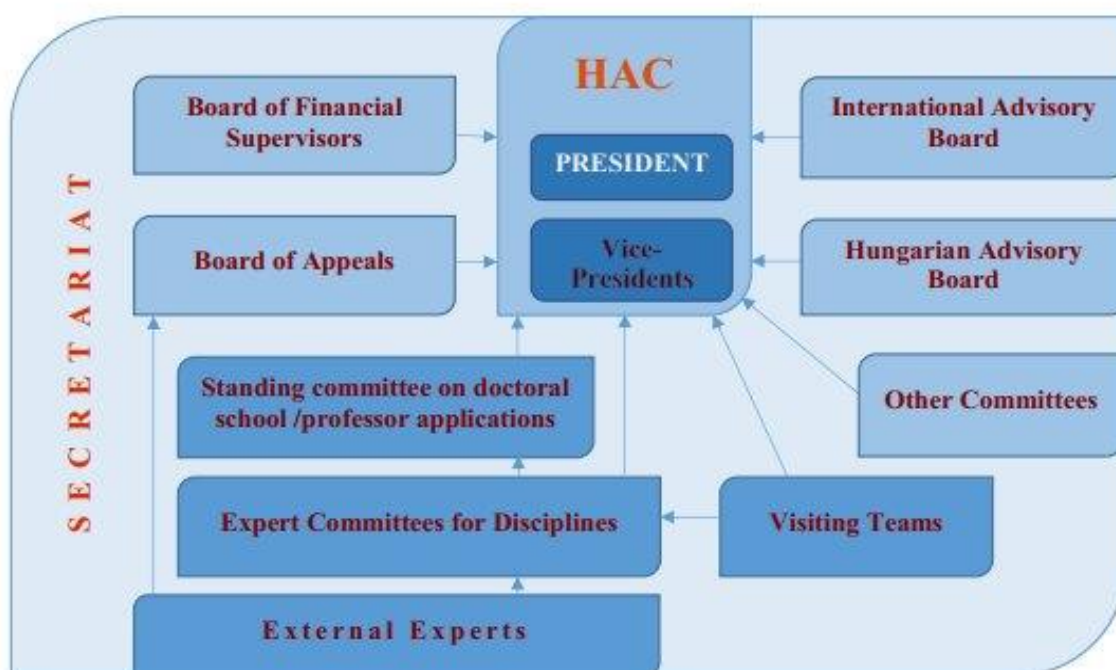 HAC
PRESIDENT
Vice-
Presidents
Board of Financial
Supervisors
International Advisory
Board
Board of Appeals
Hungarian Advisory
Board
SECRETARIAT
Standing committee on doctoral
school /professor applications
Other Committees
Expert Committees for Disciplines
Visiting Teams
External Experts